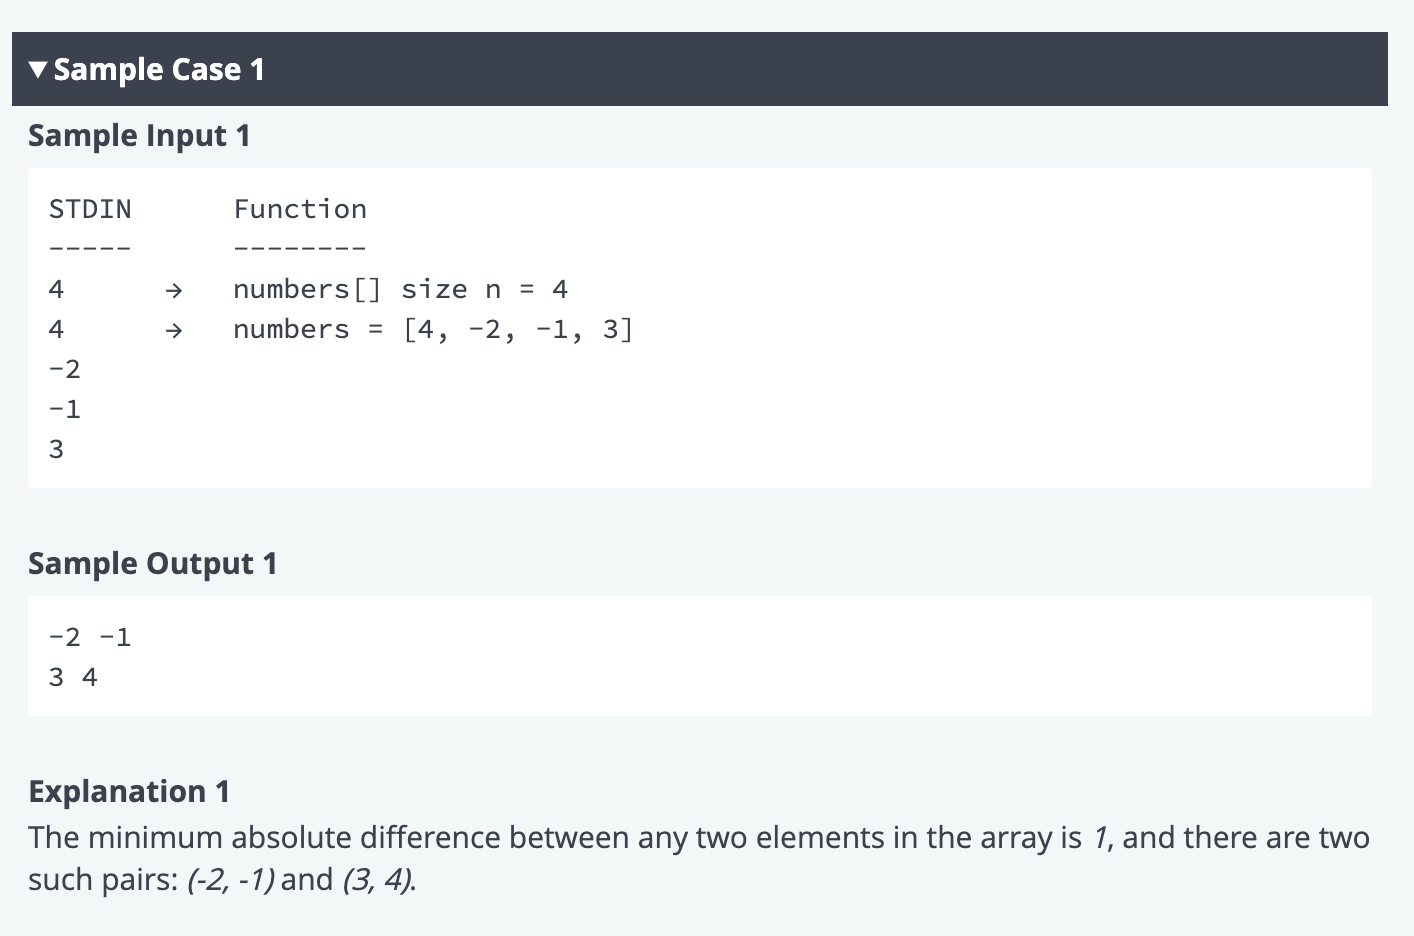 ▼ Sample Case 1
Sample Input 1
STDIN      Function
-----      --------
4      →   numbers[] size n = 4
4      →   numbers = [4, -2, -1, 3]
-2
-1
3
Sample Output 1
-2 -1
3 4
Explanation 1
The minimum absolute difference between any two elements in the array is 1, and there are two
such pairs: (-2, -1) and (3, 4).